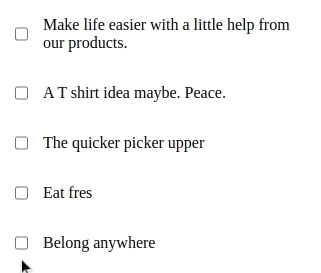 Make life easier with a little help from
our products.
A T shirt idea maybe. Peace.
The quicker picker upper
Eat fres
Belong anywhere